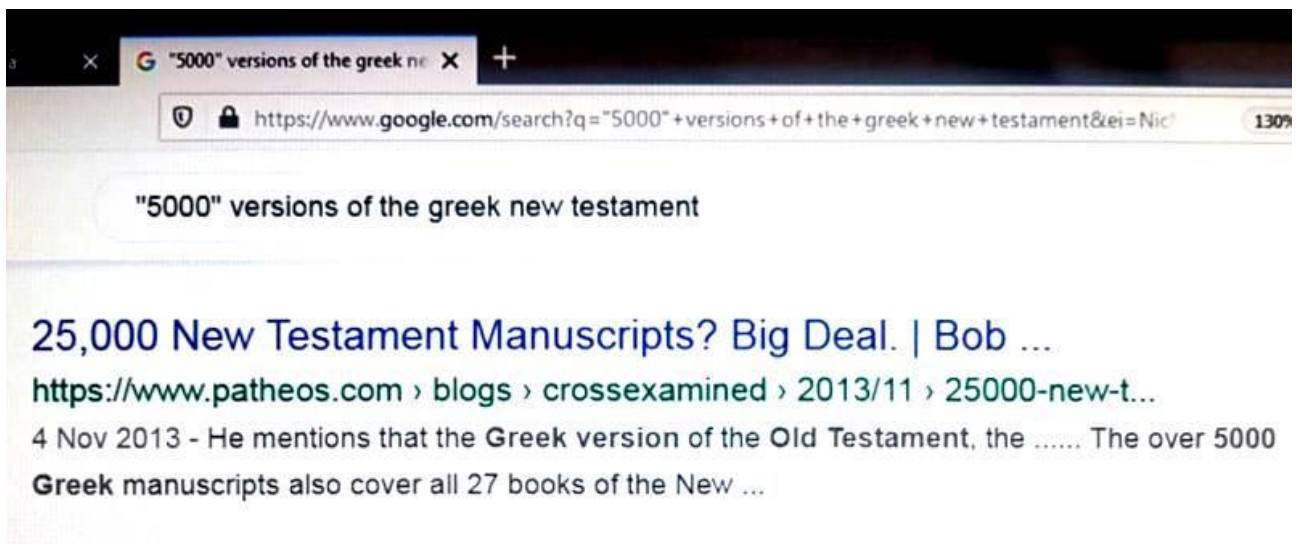 a "5000" versions of the greek ne
https://www.google.com/search?q="5000"+versions+of+the+greek+new+testament&ei=Nic 130%
"5000" versions of the greek new testament
25,000 New Testament Manuscripts? Big Deal. | Bob ...
https://www.patheos.com › blogs › crossexamined › 2013/11 › 25000-new-t...
4 Nov 2013 - He mentions that the Greek version of the Old Testament, the ...... The over 5000
Greek manuscripts also cover all 27 books of the New ...